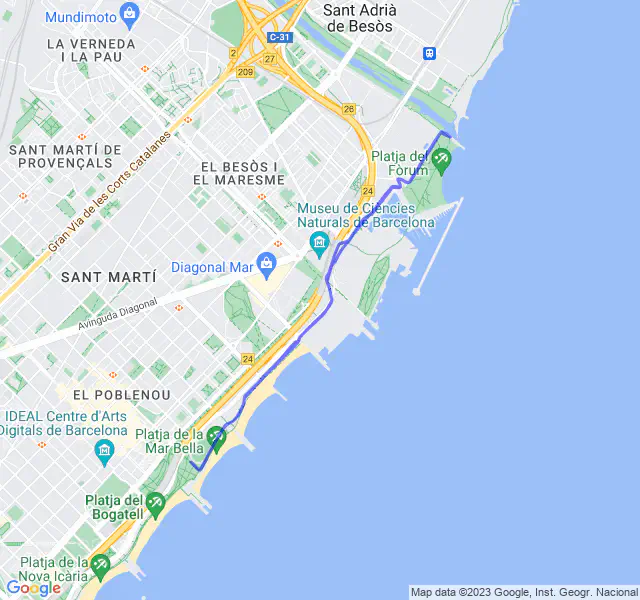 Mundimoto
LA VERNEDA
I LA PAU
Sant Adrià
de Besòs
C-31
2
27
209
26
SANT MARTÍ DE
PROVENÇALS
Gran Via de les Corts Catalanes
EL BESÒS I
EL MARESME
Platja del
Fòrum
24
Museu de Ciències
Naturals de Barcelona
Diagonal Mar
SANT MARTÍ
Avinguda Diagonal
24
EL POBLENOU
IDEAL Centre d'Arts
Digitals de Barcelona
Platja de la
Mar Bella
Platja del
Bogatell
Platja de la
Nova Icària
Google
Map data ©2023 Google, Inst. Geogr. Nacional